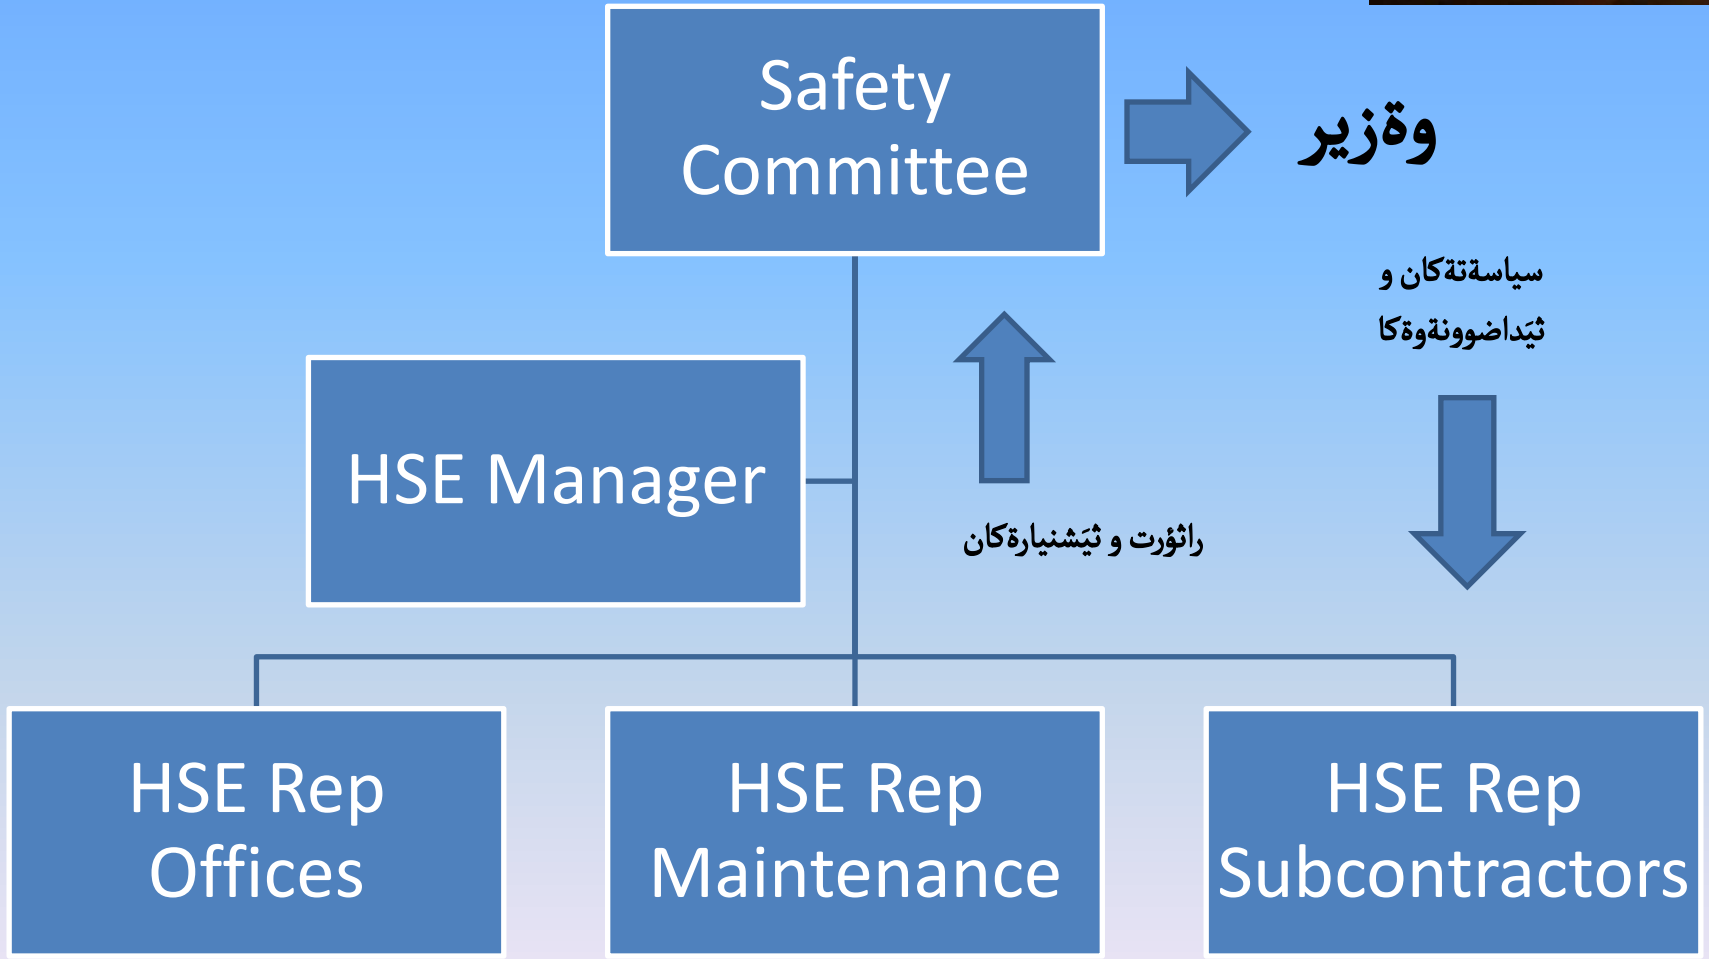 Safety
Committee
وةزير
سياسةتةكان و
ثيَداضوونةوةكا
HSE Manager
راثؤرت و ثيَشنيارةكان
HSE Rep
Offices
HSE Rep
Maintenance
HSE Rep
Subcontractors